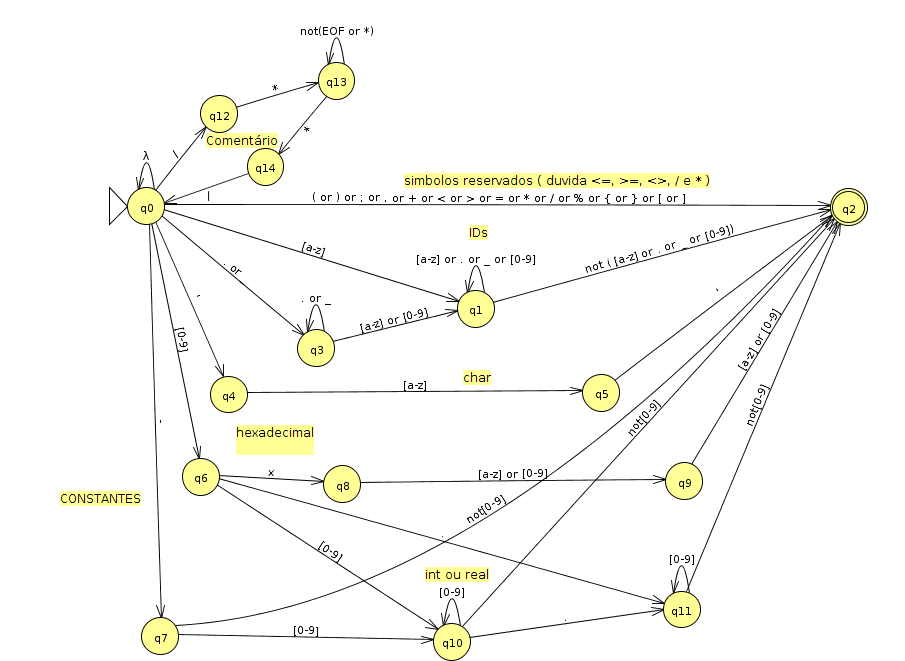 not(EOF or *)
q13
*
q12
*
/
Comentário
q14
λ
/
simbolos reservados ( duvida <=, >=, <>, / e * )
( or ) or ; or . or + or < or > or = or * or / or % or { or } or [ or ]
q0
q2
IDs
[a-z]
[a-z] or . or _ or [0-9]
not ( [a-z] or . or _ or [0-9])
. or _
'
. or _
[a-z] or [0-9]
q1
q3
[0-9]
'
char
[a-z]
q4
q5
[a-z] or [0-9]
not[0-9]
not[0-9]
hexadecimal
q6
x
q8
[a-z] or [0-9]
q9
CONSTANTES
not[0-9]
.
[0-9]
[0-9]
int ou real
[0-9]
q11
q7
[0-9]
q10
.